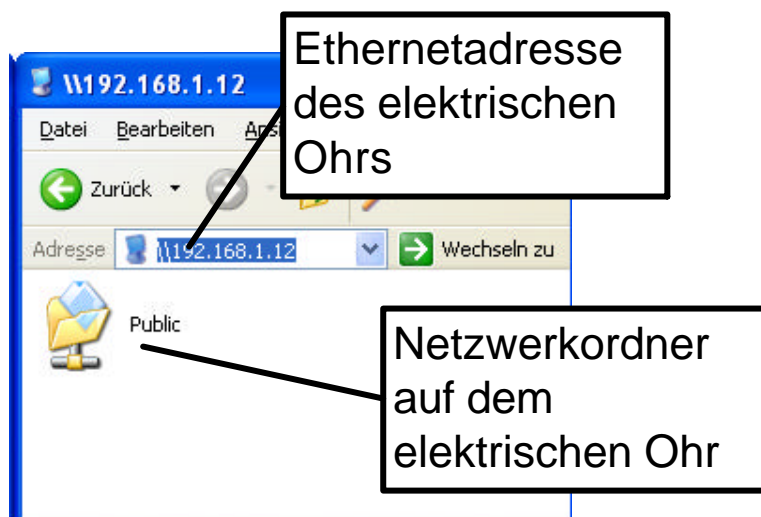 Ethernetadresse
des elektrischen
Ohrs
\\192.168.1.12
Datei Bearbeiten
Zurück
Adresse \\192.168.1.12 Wechseln zu
Public
Netzwerkordner
auf dem
elektrischen Ohr